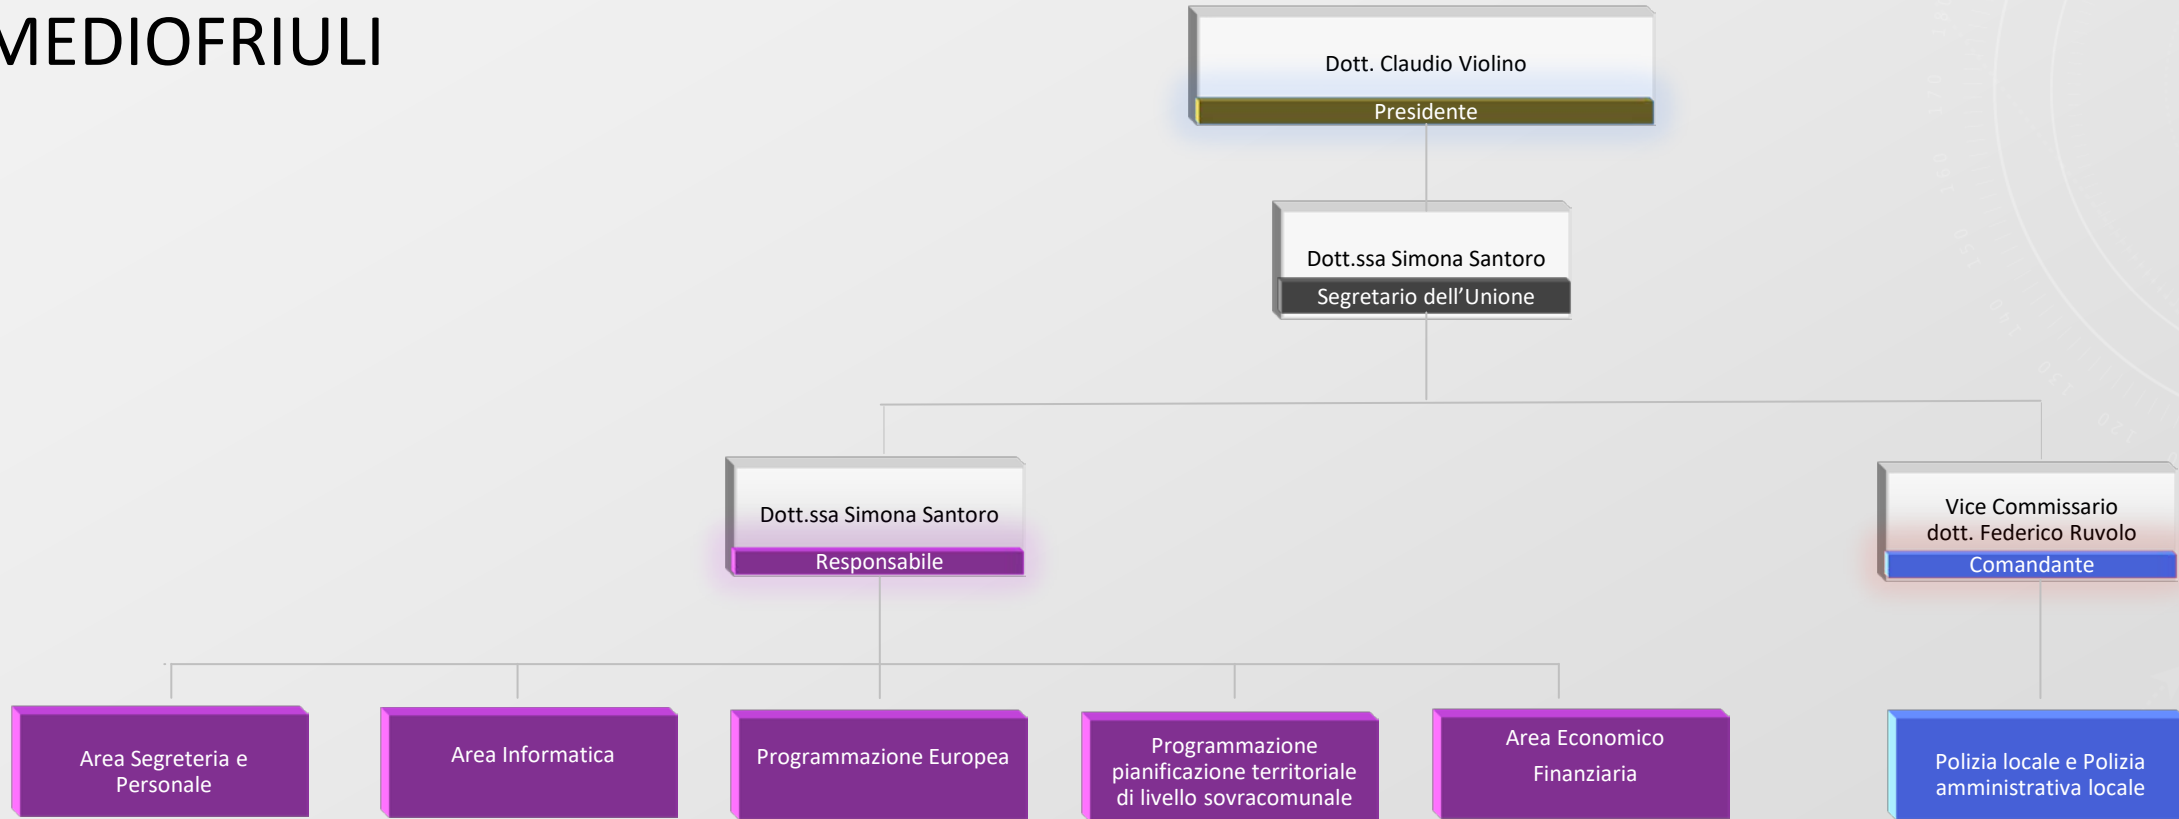 MEDIOFRIULI
Dott. Claudio Violino
Presidente
Dott.ssa Simona Santoro
Segretario dell’Unione
Dott.ssa Simona Santoro
Responsabile
Vice Commissario
dott. Federico Ruvolo
Comandante
Area Segreteria e
Personale
Area Informatica
Programmazione Europea
Programmazione
pianificazione territoriale
di livello sovracomunale
Area Economico
Finanziaria
Polizia locale e Polizia
amministrativa locale